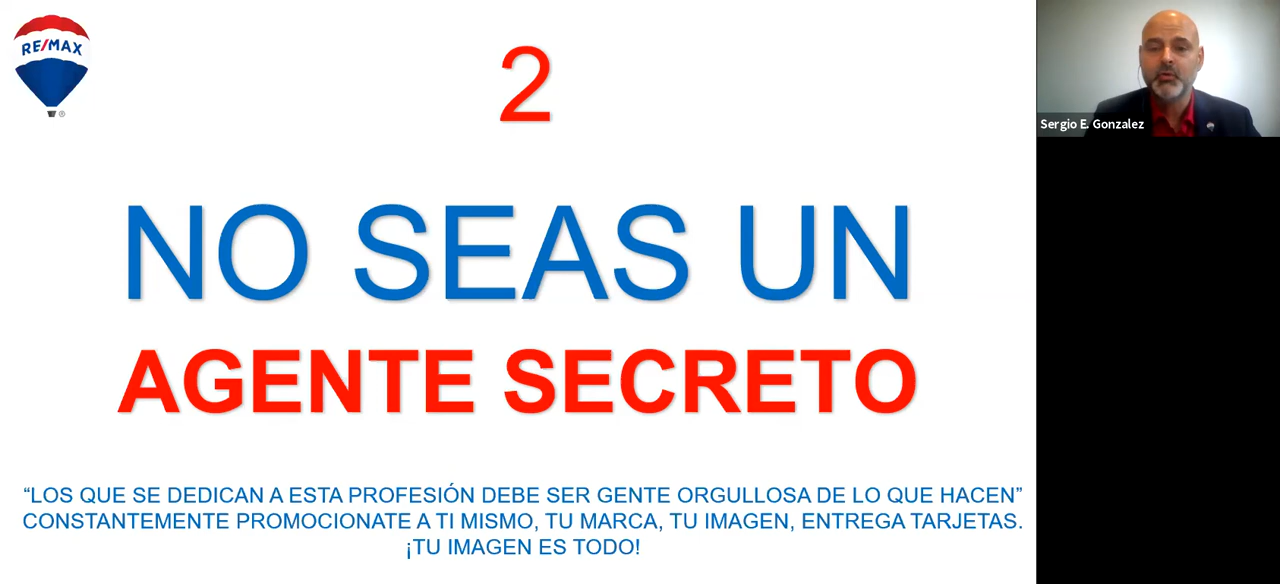 RE/MAX
®
2
NO SEAS UN
AGENTE SECRETO
“LOS QUE SE DEDICAN A ESTA PROFESIÓN DEBE SER GENTE ORGULLOSA DE LO QUE HACEN”
CONSTANTEMENTE PROMOCIONATE A TI MISMO, TU MARCA, TU IMAGEN, ENTREGA TARJETAS.
¡TU IMAGEN ES TODO!
Sergio E. Gonzalez